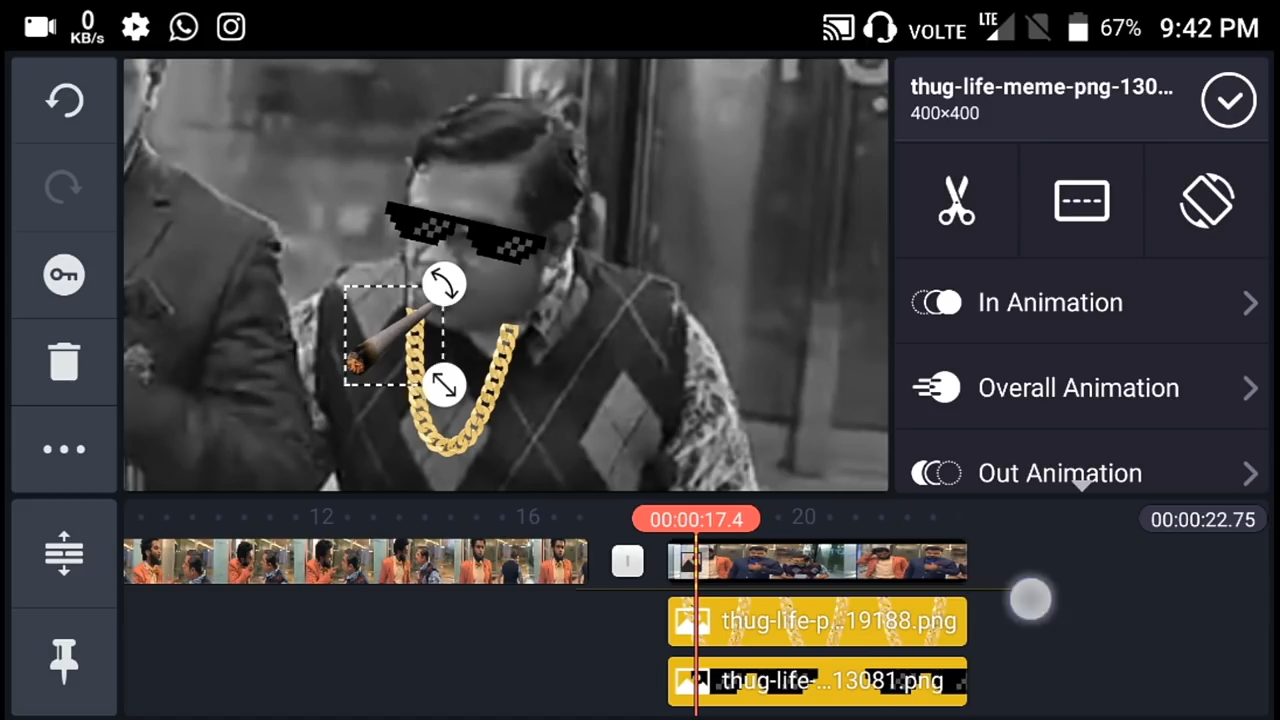 0
KB/s
VOLTE
LTE
67%
9:42 PM
thug-life-meme-png-130...
400×400
In Animation
Overall Animation
Out Animation
12
16
00:00:17.4
20
00:00:22.75
thug-life-p...19188.png
thug-life-...13081.png